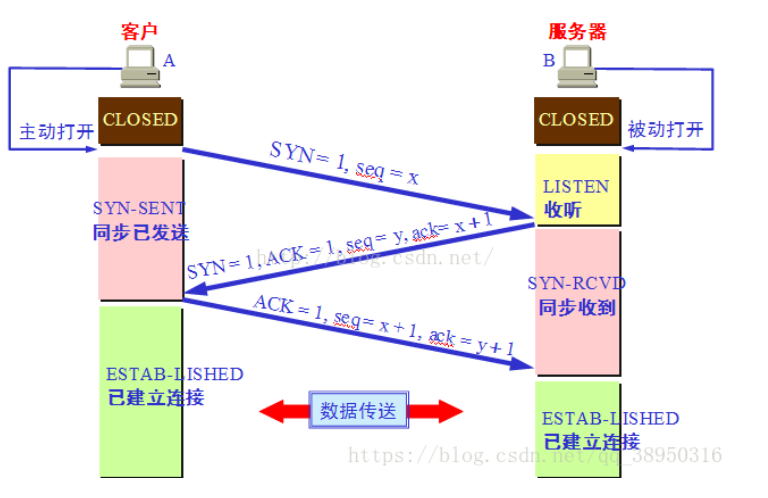 客户
服务器
A
B
CLOSED
CLOSED
主动打开
被动打开
SYN = 1, seq = x
LISTEN
收听
SYN-SENT
同步已发送
SYN = 1, ACK = 1, seq = y, ack = x + 1
http://blog.csdn.net/
SYN-RCVD
同步收到
ACK = 1, seq = x + 1, ack = y + 1
ESTAB-LISHED
已建立连接
数据传送
ESTAB-LISHED
已建立连接
https://blog.csdn.net/qq_38950316